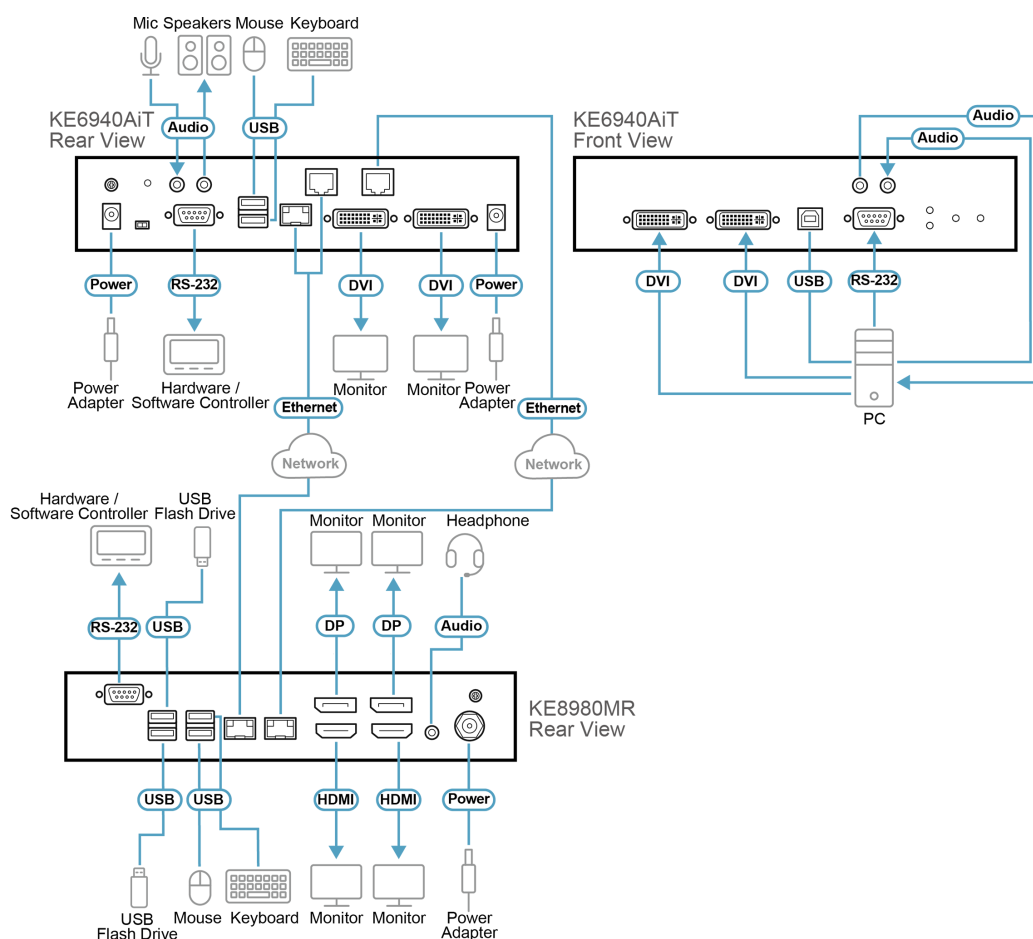 Mic Speakers Mouse Keyboard
KE6940AiT
Rear View
Audio
USB
Power
RS-232
DVI
DVI
Power
Power
Adapter
Hardware /
Software Controller
Monitor
Monitor
Power
Adapter
Ethernet
Ethernet
Network
Network
KE6940AiT
Front View
Audio
Audio
DVI
DVI
USB
RS-232
PC
Hardware /
Software Controller
USB
Flash Drive
Monitor
Monitor
Headphone
RS-232
USB
DP
DP
Audio
KE8980MR
Rear View
USB
USB
HDMI
HDMI
Power
USB
Flash Drive
Mouse
Keyboard
Monitor
Monitor
Power
Adapter